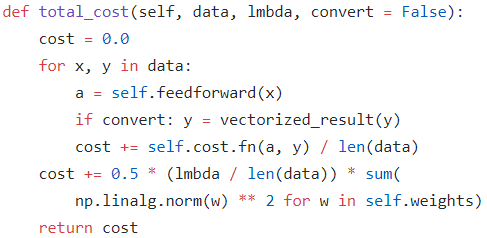 def total_cost(self, data, lmbda, convert = False):
    cost = 0.0
    for x, y in data:
        a = self.feedforward(x)
        if convert: y = vectorized_result(y)
        cost += self.cost.fn(a, y) / len(data)
    cost += 0.5 * (lmbda / len(data)) * sum(
        np.linalg.norm(w) ** 2 for w in self.weights)
    return cost